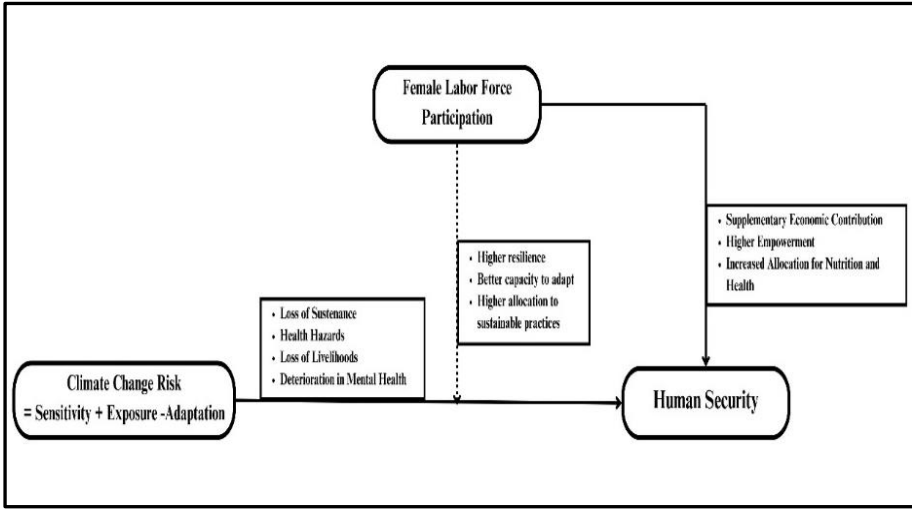 Female Labor Force
Participation
• Supplementary Economic Contribution
• Higher Empowerment
• Increased Allocation for Nutrition and
Health
• Higher resilience
• Better capacity to adapt
• Higher allocation to
sustainable practices
• Loss of Sustenance
• Health Hazards
• Loss of Livelihoods
• Deterioration in Mental Health
Climate Change Risk
= Sensitivity + Exposure -Adaptation
Human Security